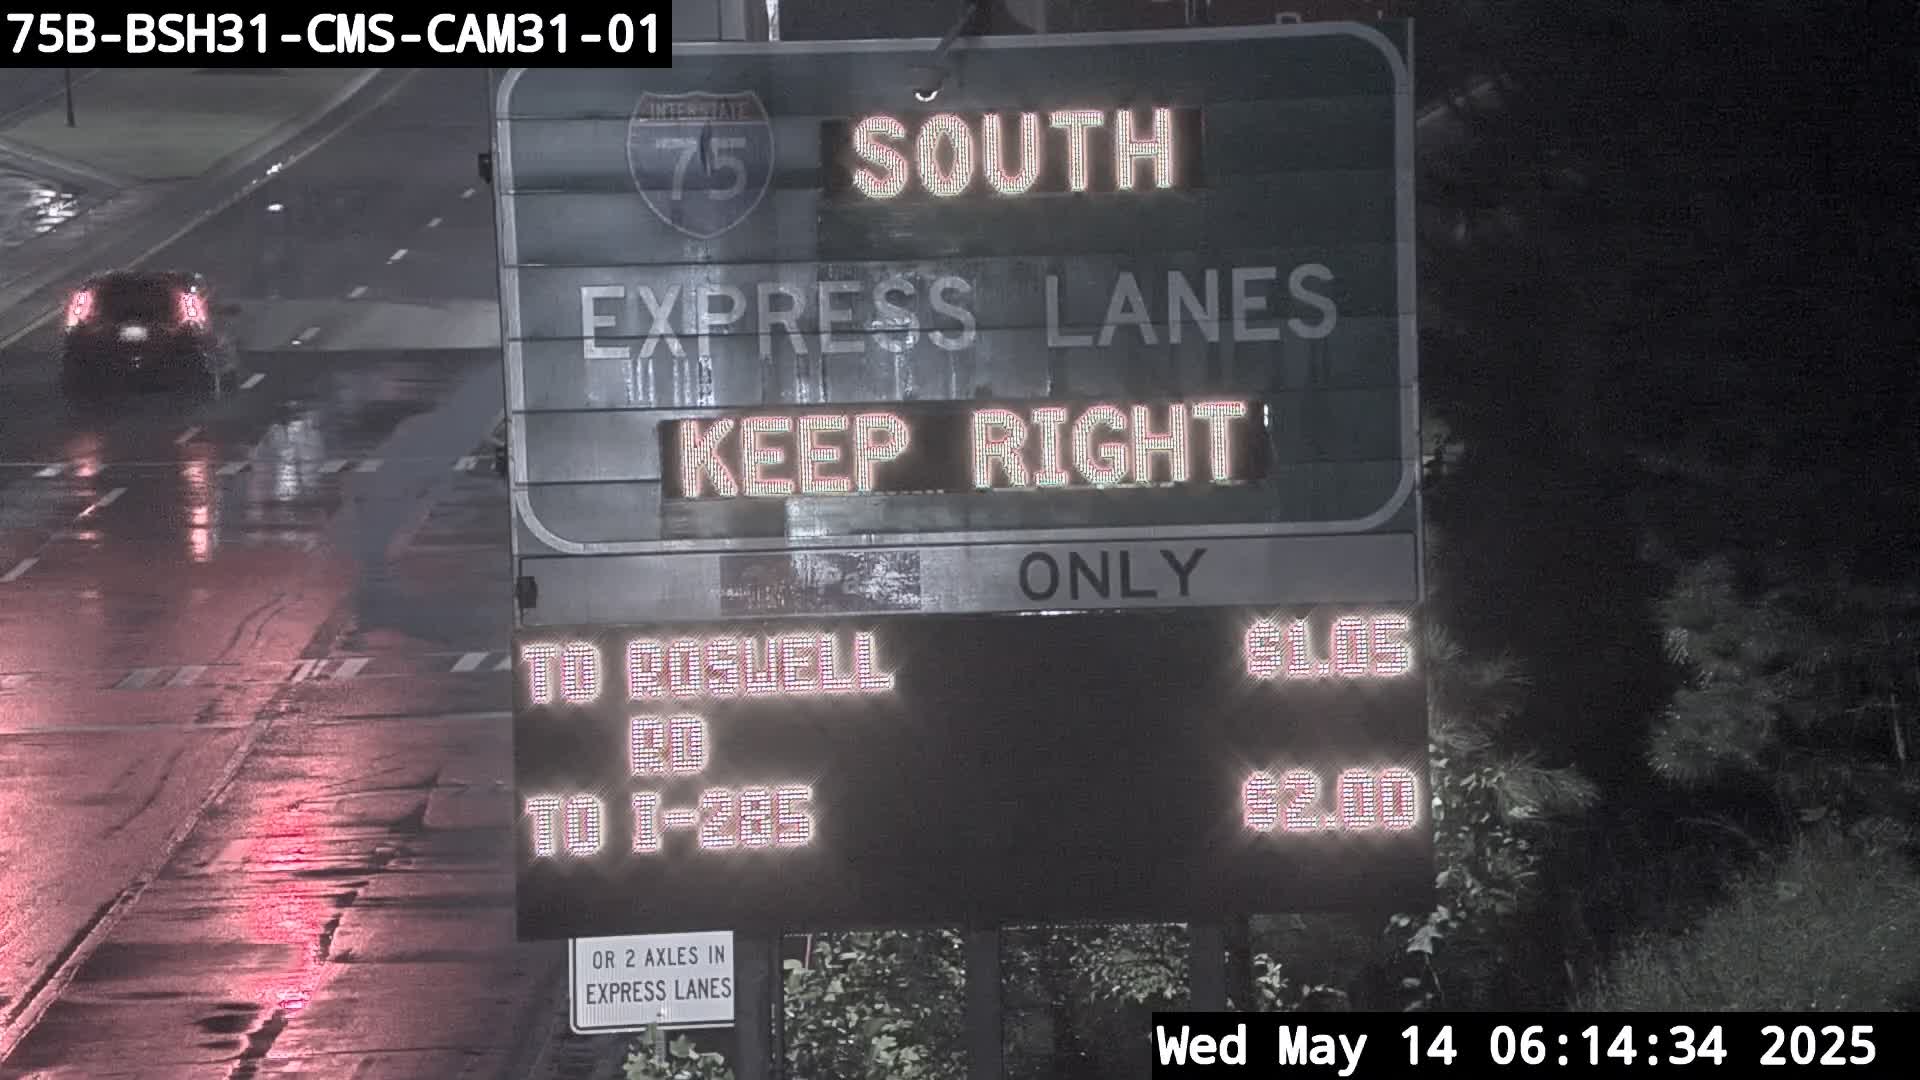 75B-BSH31-CMS-CAM31-01
INTERSTATE
75
SOUTH
EXPRESS LANES
KEEP RIGHT
ONLY
TO ROSWELL $1.05
RD
TO I-285 $2.00
OR 2 AXLES IN
EXPRESS LANES
Wed May 14 06:14:34 2025